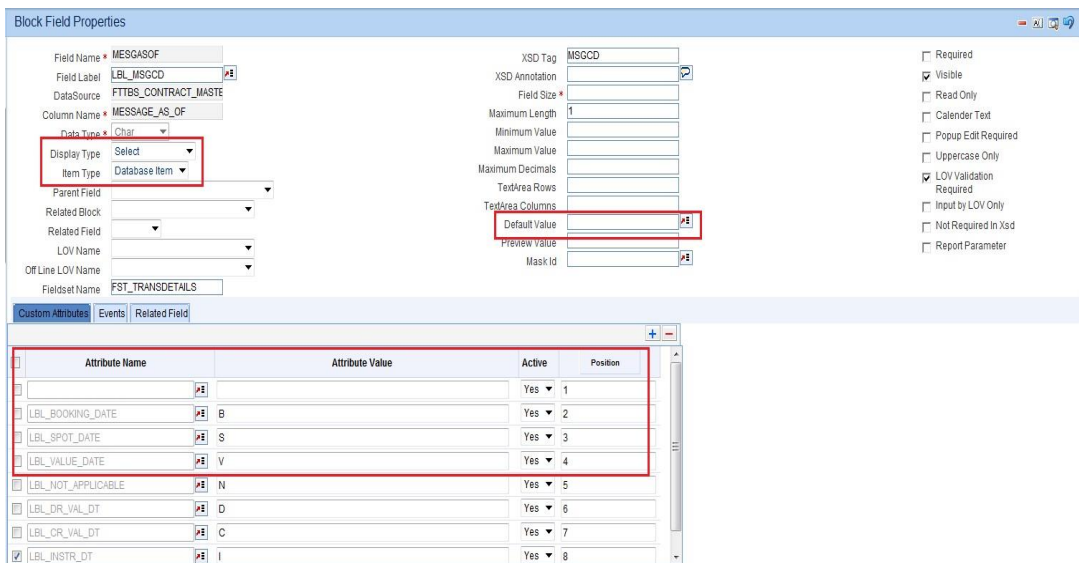 Block Field Properties
Field Name * MESGASOF
Field Label LBL_MSGCD
DataSource FTTBS_CONTRACT_MASTE
Column Name * MESSAGE_AS_OF
Data Type * Char
Display Type Select
Item Type Database Item
Parent Field
Related Block
Related Field
LOV Name
Off Line LOV Name
Fieldset Name FST_TRANSDETAILS
XSD Tag MSGCD
XSD Annotation
Field Size *
Maximum Length 1
Minimum Value
Maximum Value
Maximum Decimals
TextArea Rows
TextArea Columns
Default Value
Preview Value
Mask Id
Required
Visible
Read Only
Calender Text
Popup Edit Required
Uppercase Only
LOV Validation
Required
Input by LOV Only
Not Required In Xsd
Report Parameter
Custom Attributes Events Related Field
Attribute Name Attribute Value Active Position
Yes 1
LBL_BOOKING_DATE B Yes 2
LBL_SPOT_DATE S Yes 3
LBL_VALUE_DATE V Yes 4
LBL_NOT_APPLICABLE N Yes 5
LBL_DR_VAL_DT D Yes 6
LBL_CR_VAL_DT C Yes 7
LBL_INSTR_DT I Yes 8